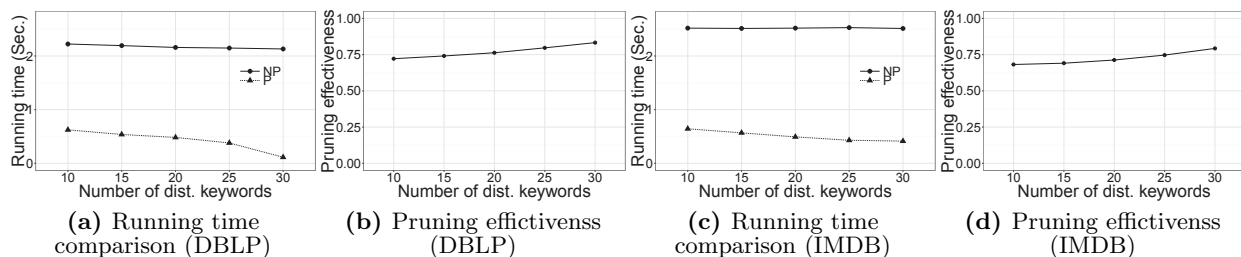 Running time (Sec.)
2
1
0
NP
P
10 15 20 25 30
Number of dist. keywords
(a) Running time
comparison (DBLP)
Pruning effectiveness
1.00
0.75
0.50
0.25
0.00
10 15 20 25 30
Number of dist. keywords
(b) Pruning effictivenss
(DBLP)
Running time (Sec.)
2
1
0
NP
P
10 15 20 25 30
Number of dist. keywords
(c) Running time
comparison (IMDB)
Pruning effectiveness
1.00
0.75
0.50
0.25
0.00
10 15 20 25 30
Number of dist. keywords
(d) Pruning effictivenss
(IMDB)